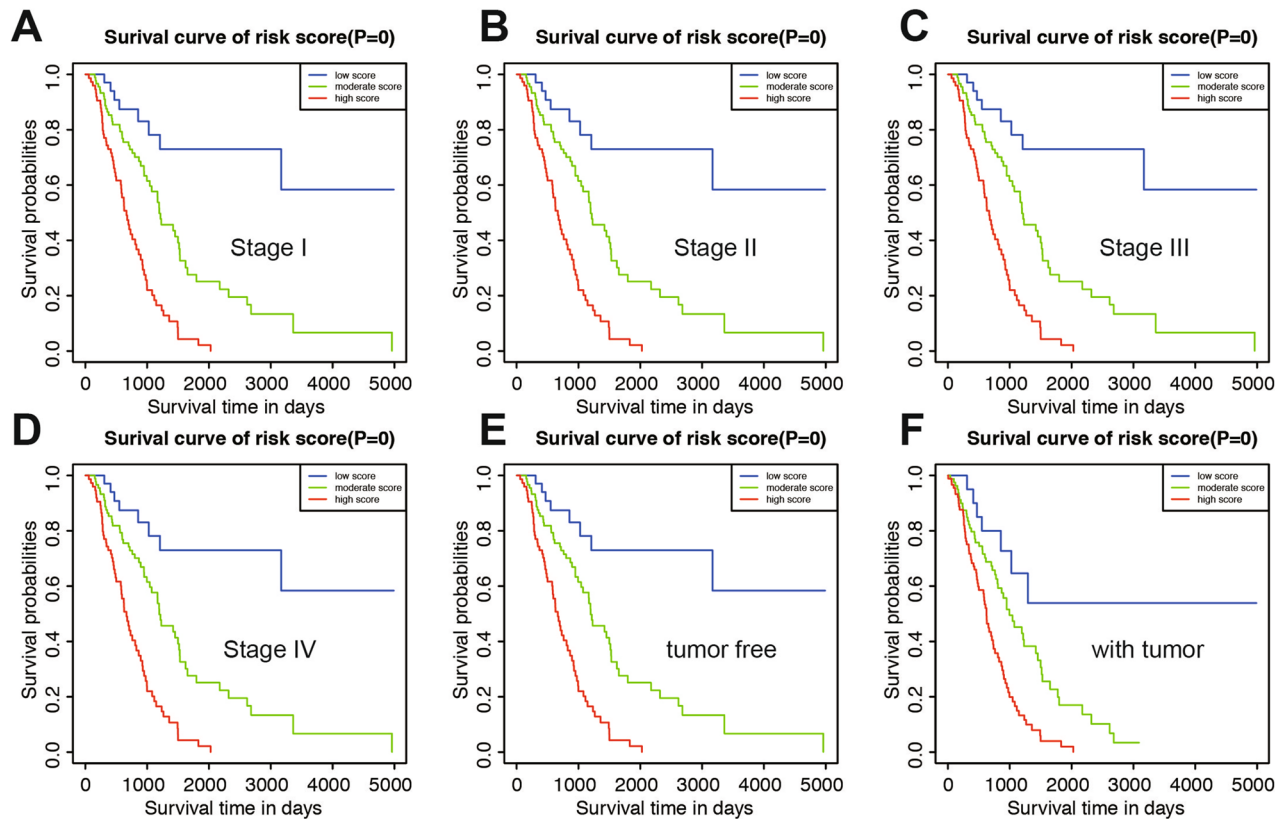 A
Surival curve of risk score(P=0)
low score
moderate score
high score
Survival probabilities
1.0
0.8
0.6
0.4
0.2
0.0
Stage I
0 1000 2000 3000 4000 5000
Survival time in days
B
Surival curve of risk score(P=0)
low score
moderate score
high score
Survival probabilities
1.0
0.8
0.6
0.4
0.2
0.0
Stage II
0 1000 2000 3000 4000 5000
Survival time in days
C
Surival curve of risk score(P=0)
low score
moderate score
high score
Survival probabilities
1.0
0.8
0.6
0.4
0.2
0.0
Stage III
0 1000 2000 3000 4000 5000
Survival time in days
D
Surival curve of risk score(P=0)
low score
moderate score
high score
Survival probabilities
1.0
0.8
0.6
0.4
0.2
0.0
Stage IV
0 1000 2000 3000 4000 5000
Survival time in days
E
Surival curve of risk score(P=0)
low score
moderate score
high score
Survival probabilities
1.0
0.8
0.6
0.4
0.2
0.0
tumor free
0 1000 2000 3000 4000 5000
Survival time in days
F
Surival curve of risk score(P=0)
low score
moderate score
high score
Survival probabilities
1.0
0.8
0.6
0.4
0.2
0.0
with tumor
0 1000 2000 3000 4000 5000
Survival time in days